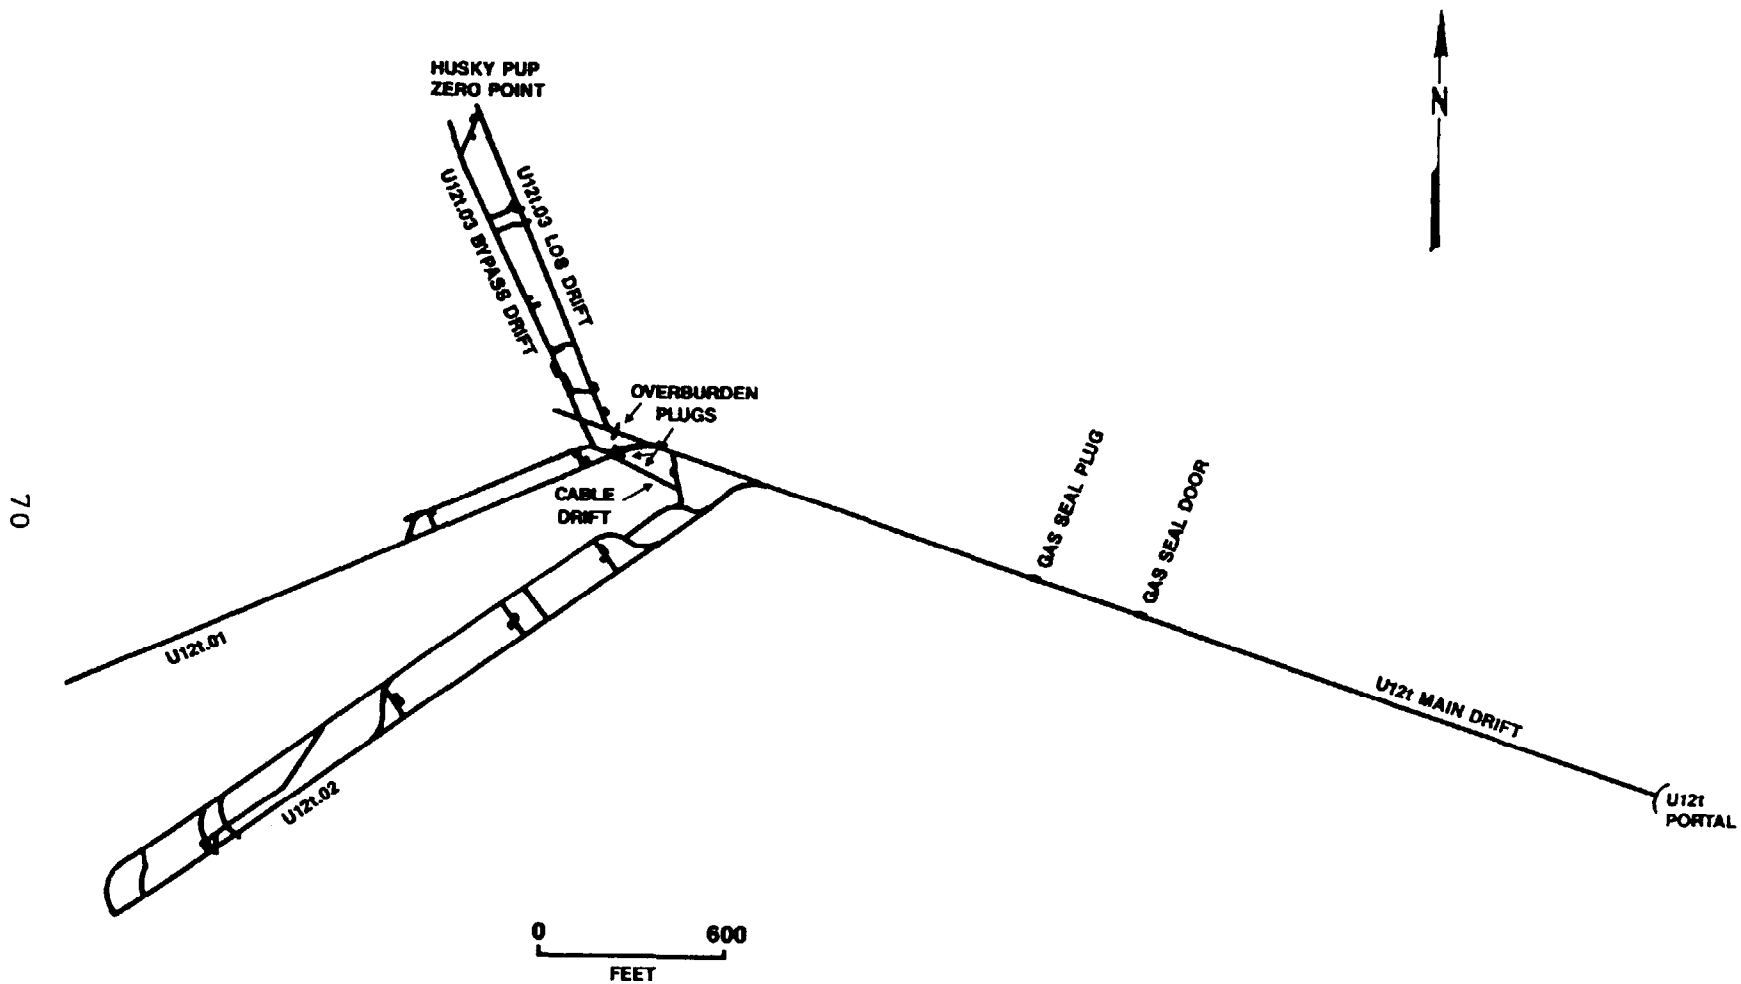 HUSKY PUP
ZERO POINT
N
U12t.03 BYPASS DRIFT
U12t.03 LOS DRIFT
OVERBURDEN
PLUGS
CABLE
DRIFT
GAS SEAL PLUG
GAS SEAL DOOR
70
U12t.01
U12t.02
U12t MAIN DRIFT
U12t
PORTAL
0 600
FEET